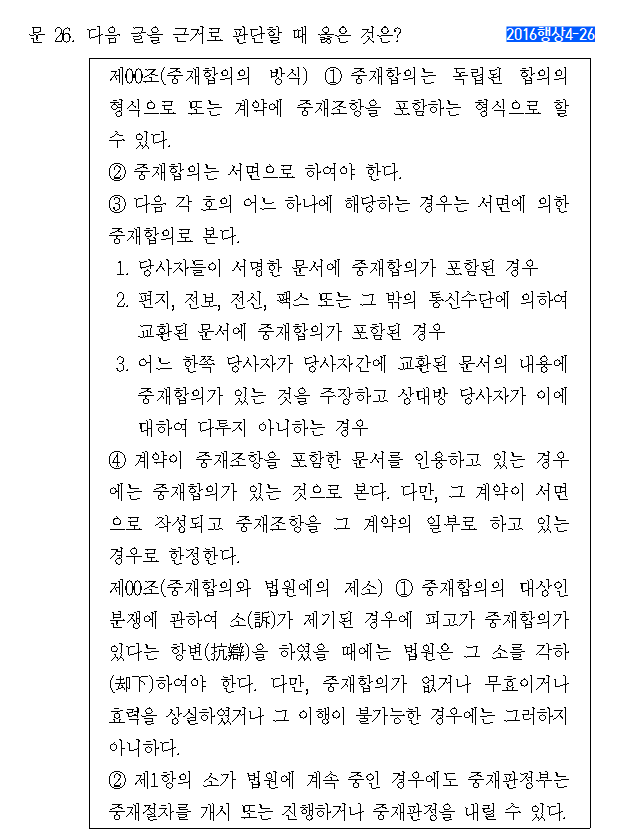 문 26. 다음 글을 근거로 판단할 때 옳은 것은?
2016행상4-26
제00조(중재합의의 방식) ① 중재합의는 독립된 합의의
형식으로 또는 계약에 중재조항을 포함하는 형식으로 할
수 있다.
② 중재합의는 서면으로 하여야 한다.
③ 다음 각 호의 어느 하나에 해당하는 경우는 서면에 의한
중재합의로 본다.
1. 당사자들이 서명한 문서에 중재합의가 포함된 경우
2. 편지, 전보, 전신, 팩스 또는 그 밖의 통신수단에 의하여
교환된 문서에 중재합의가 포함된 경우
3. 어느 한쪽 당사자가 당사자간에 교환된 문서의 내용에
중재합의가 있는 것을 주장하고 상대방 당사자가 이에
대하여 다투지 아니하는 경우
④ 계약이 중재조항을 포함한 문서를 인용하고 있는 경우
에는 중재합의가 있는 것으로 본다. 다만, 그 계약이 서면
으로 작성되고 중재조항을 그 계약의 일부로 하고 있는
경우로 한정한다.
제00조(중재합의와 법원에의 제소) ① 중재합의의 대상인
분쟁에 관하여 소(訴)가 제기된 경우에 피고가 중재합의가
있다는 항변(抗辯)을 하였을 때에는 법원은 그 소를 각하
(却下)하여야 한다. 다만, 중재합의가 없거나 무효이거나
효력을 상실하였거나 그 이행이 불가능한 경우에는 그러하지
아니하다.
② 제1항의 소가 법원에 계속 중인 경우에도 중재판정부는
중재절차를 개시 또는 진행하거나 중재판정을 내릴 수 있다.